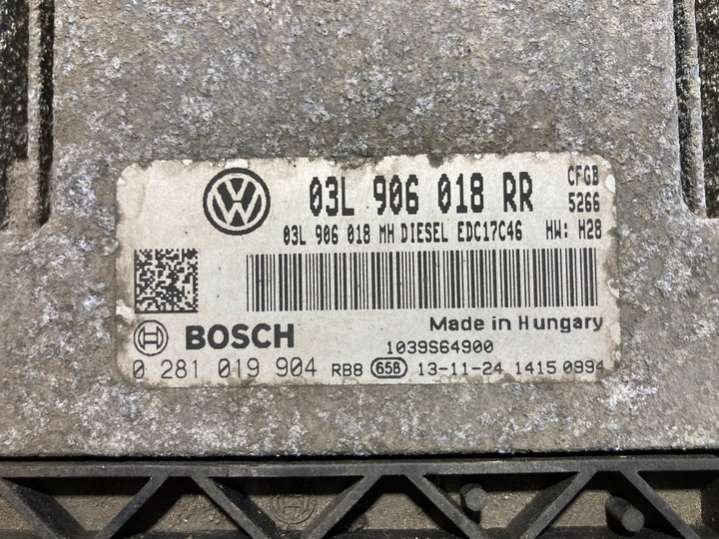 03L 906 018 RR CFGB
5266
03L 906 018 MH DIESEL EDC17C46 HW: H28
Made in Hungary
BOSCH 1039S64900
0 281 019 904 RB8 658 13-11-24 1415 0994